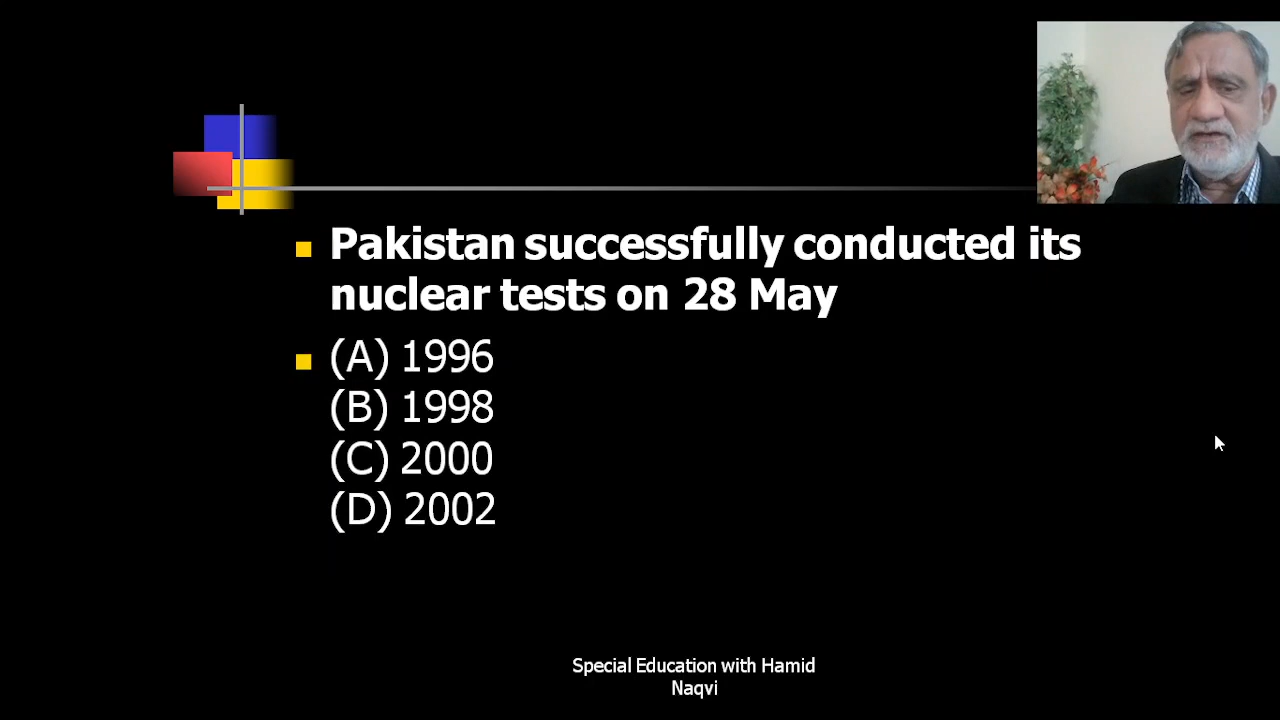 Pakistan successfully conducted its
nuclear tests on 28 May
(A) 1996
(B) 1998
(C) 2000
(D) 2002
Special Education with Hamid
Naqvi